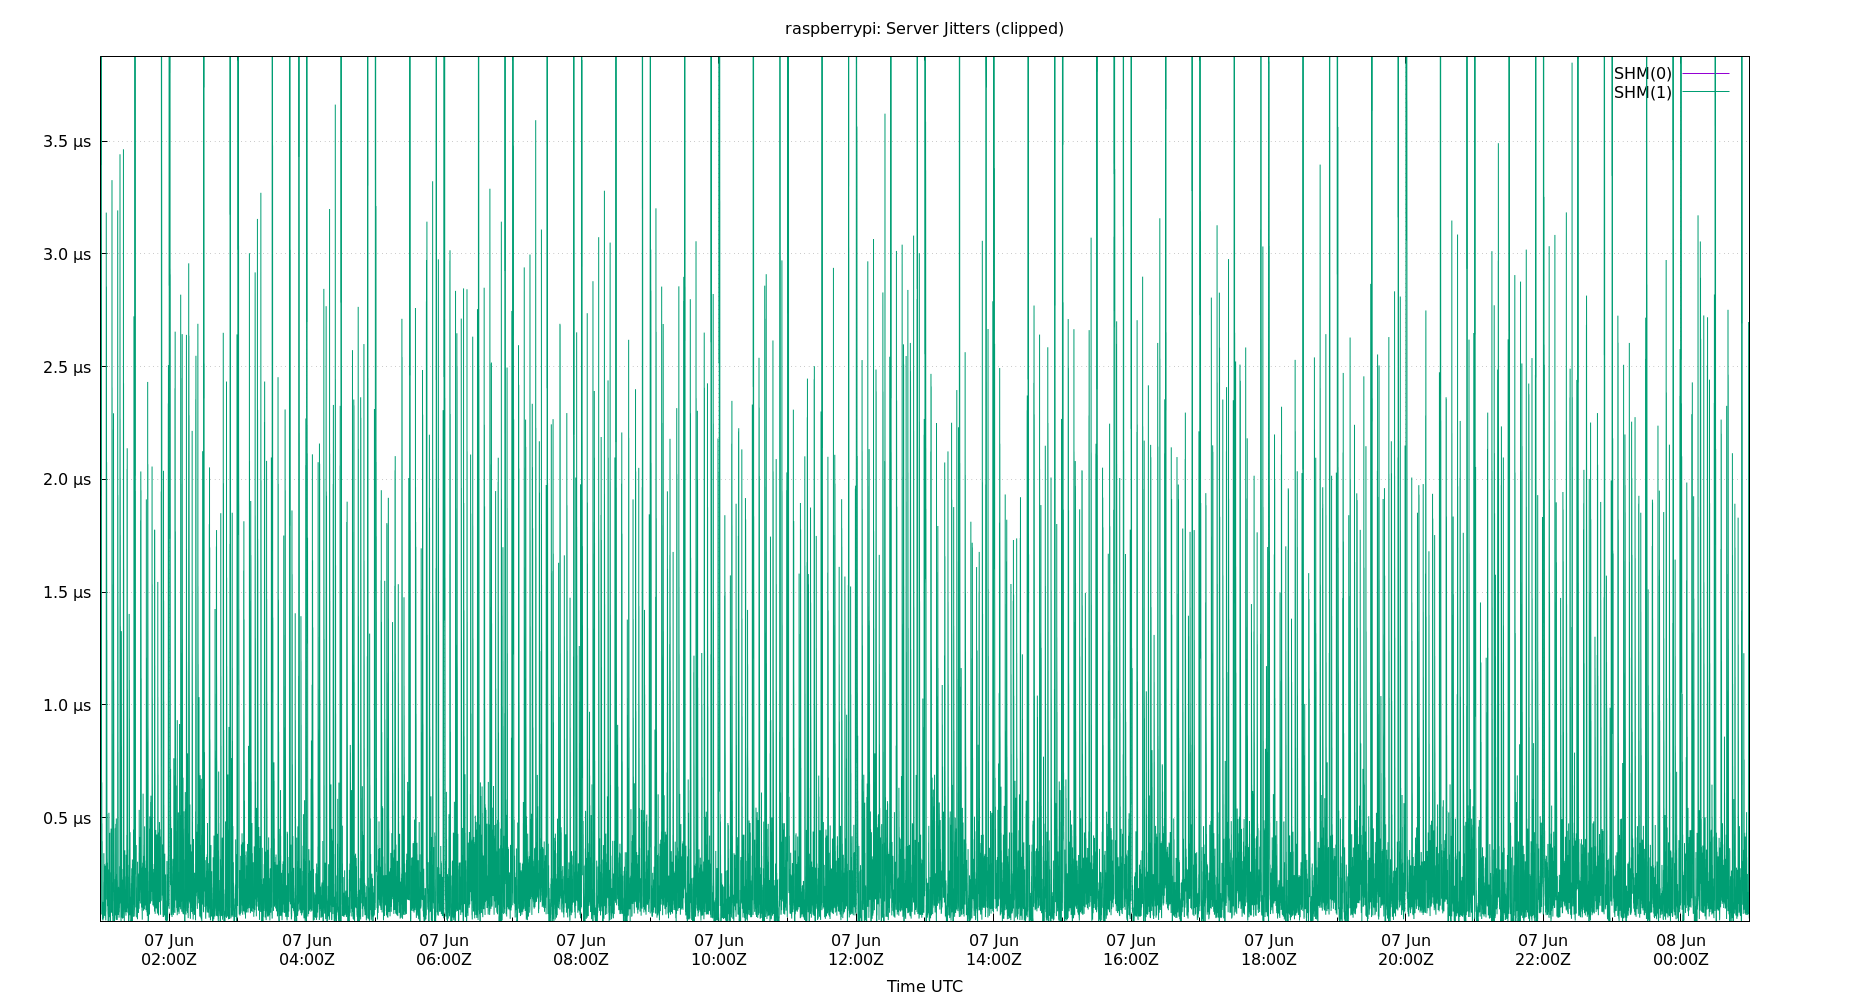 raspberrypi: Server Jitters (clipped)
SHM(0)
SHM(1)
3.5 µs
3.0 µs
2.5 µs
2.0 µs
1.5 µs
1.0 µs
0.5 µs
07 Jun 07 Jun 07 Jun 07 Jun 07 Jun 07 Jun 07 Jun 07 Jun 07 Jun 07 Jun 07 Jun 08 Jun
02:00Z 04:00Z 06:00Z 08:00Z 10:00Z 12:00Z 14:00Z 16:00Z 18:00Z 20:00Z 22:00Z 00:00Z
Time UTC